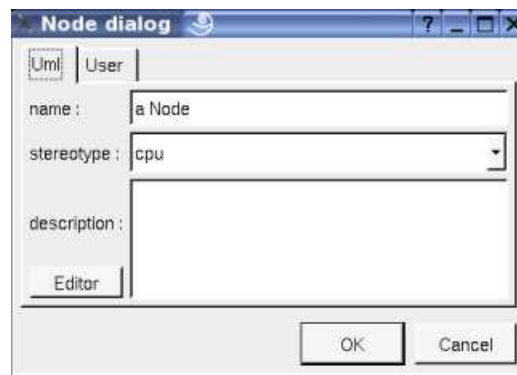 Node dialog ?
Uml User
name : a Node
stereotype : cpu
description :
Editor
OK Cancel